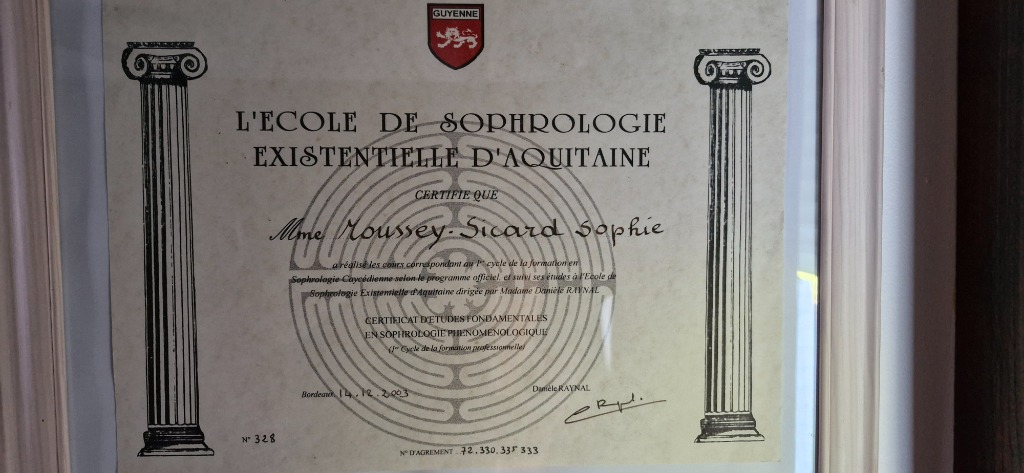 GUYENNE
L'ECOLE DE SOPHROLOGIE
EXISTENTIELLE D'AQUITAINE
CERTIFIE QUE
Mme Roussey-Sicard Sophie
a réalisé les cours correspondant au 1er cycle de la formation en
Sophrologie Caycédienne selon le programme officiel, et suivi ses études à l'Ecole de
Sophrologie Existentielle d'Aquitaine dirigée par Madame Danièle RAYNAL
CERTIFICAT D'ETUDES FONDAMENTALES
EN SOPHROLOGIE PHENOMENOLOGIQUE
(1er Cycle de la formation professionnelle)
Bordeaux 14.12.2003
Danièle RAYNAL
N° 328
N° D'AGREMENT : 72.330.335 333